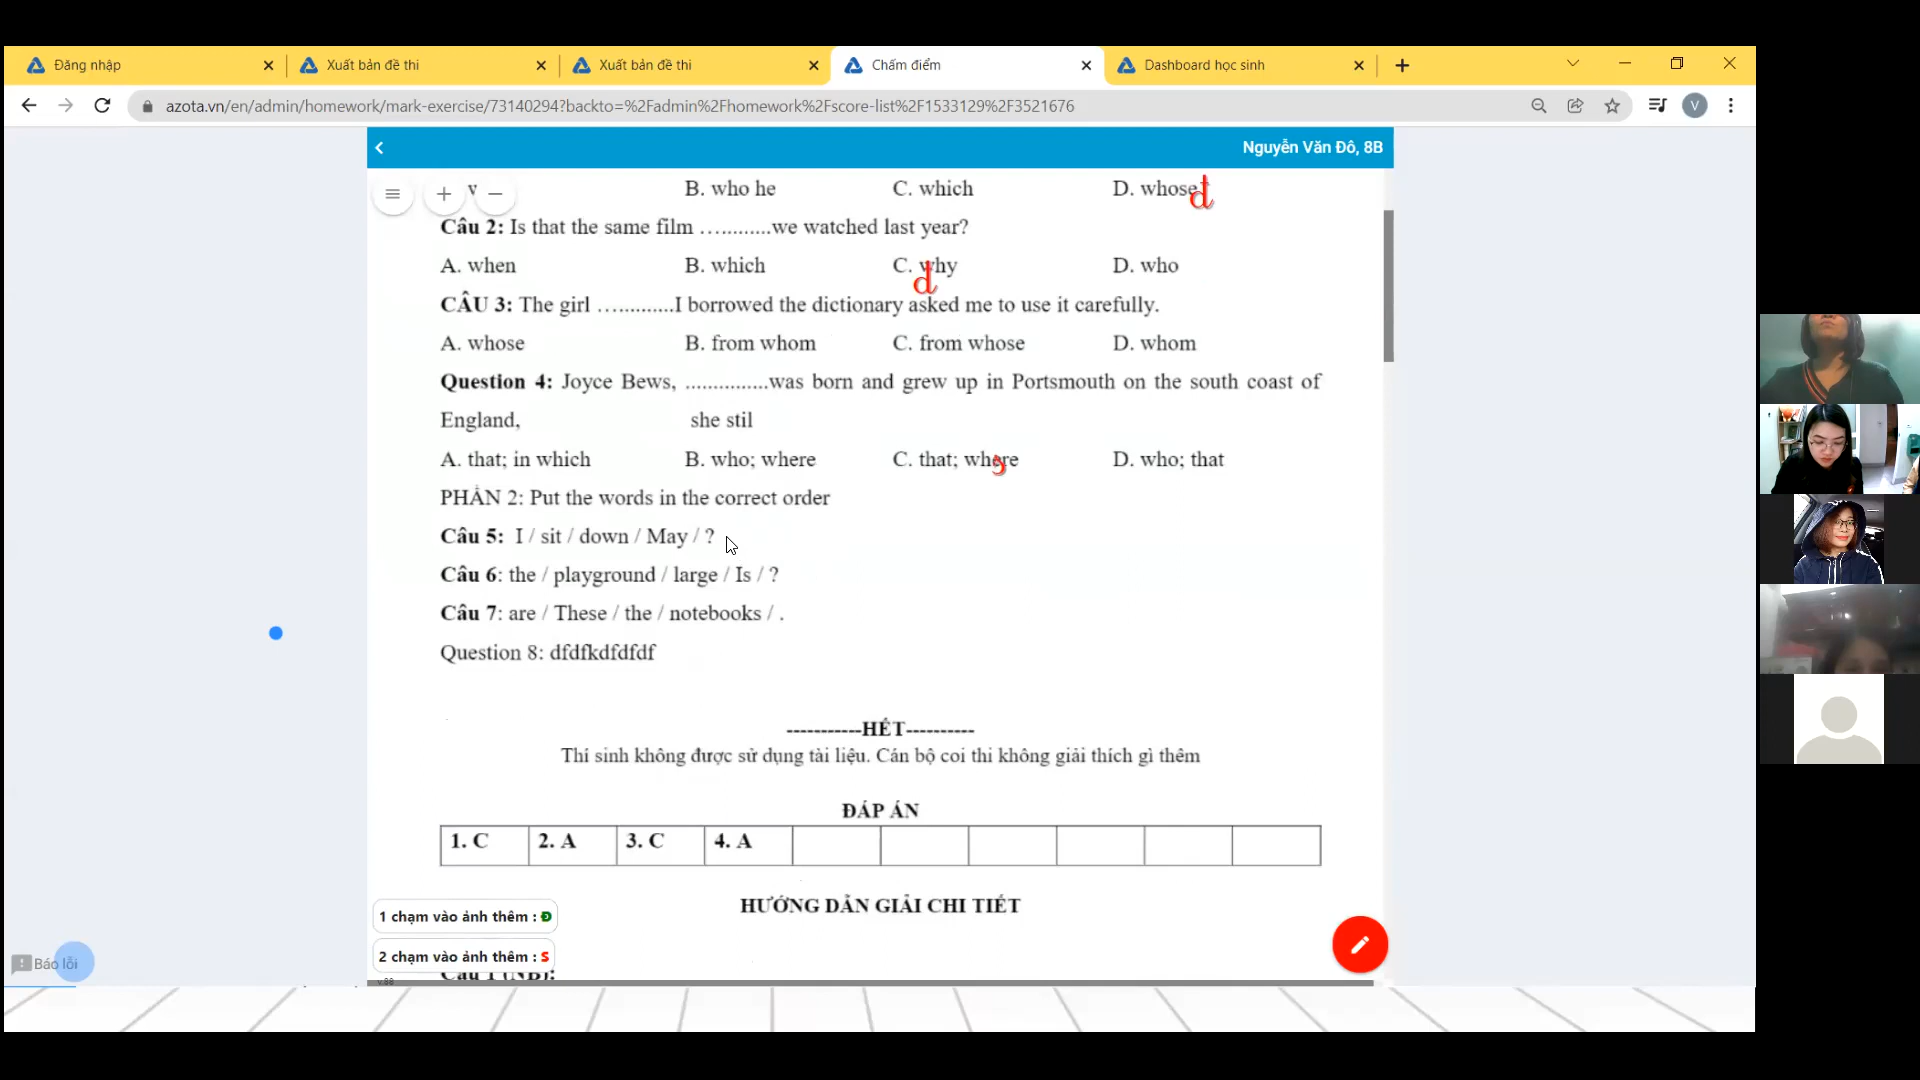 Đăng nhập
Xuất bản đề thi
Xuất bản đề thi
Chấm điểm
Dashboard học sinh
azota.vn/en/admin/homework/mark-exercise/73140294?backto=%2Fadmin%2Fhomework%2Fscore-list%2F1533129%2F3521676
V
Nguyễn Văn Đô, 8B
B. who he C. which D. whose
d
Câu 2: Is that the same film …..........we watched last year?
A. when B. which C. why D. who
d
CÂU 3: The girl …...........I borrowed the dictionary asked me to use it carefully.
A. whose B. from whom C. from whose D. whom
Question 4: Joyce Bews, ...............was born and grew up in Portsmouth on the south coast of
England, she stil
A. that; in which B. who; where C. that; where D. who; that
s
PHẦN 2: Put the words in the correct order
Câu 5: I / sit / down / May / ?
Câu 6: the / playground / large / Is / ?
Câu 7: are / These / the / notebooks / .
Question 8: dfdfkdfdfdf
-----------HẾT----------
Thí sinh không được sử dụng tài liệu. Cán bộ coi thi không giải thích gì thêm
ĐÁP ÁN
1. C 2. A 3. C 4. A
HƯỚNG DẪN GIẢI CHI TIẾT
1 chạm vào ảnh thêm : Đ
2 chạm vào ảnh thêm : S
Câu 1 (NB):
Báo lỗi
v.88